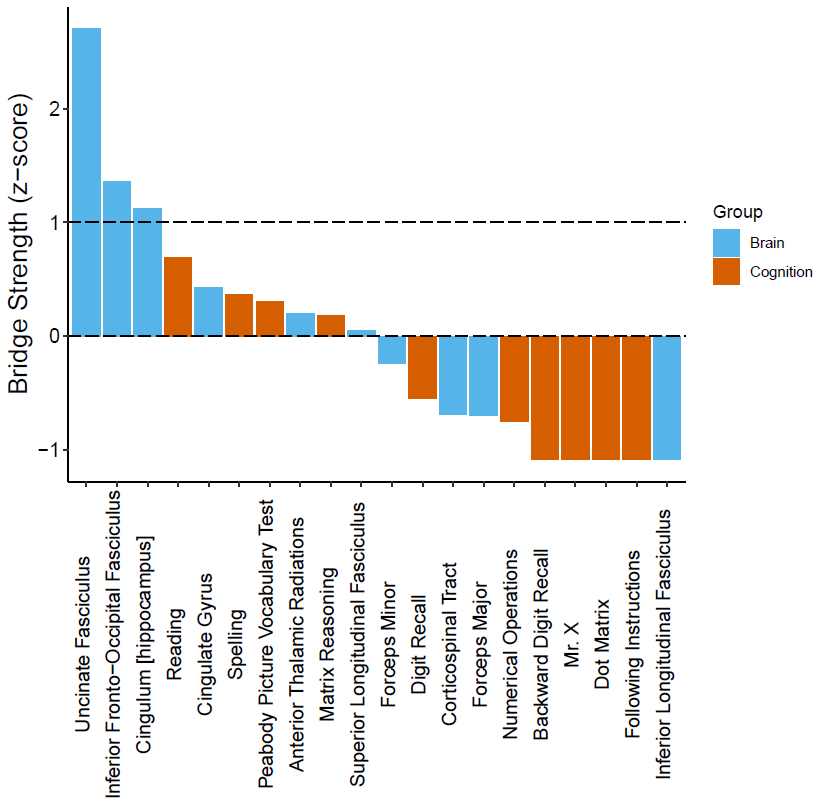 Bridge Strength (z−score)
2
1
0
−1
Uncinate Fasciculus
Inferior Fronto−Occipital Fasciculus
Cingulum [hippocampus]
Reading
Cingulate Gyrus
Spelling
Peabody Picture Vocabulary Test
Anterior Thalamic Radiations
Matrix Reasoning
Superior Longitudinal Fasciculus
Forceps Minor
Digit Recall
Corticospinal Tract
Forceps Major
Numerical Operations
Backward Digit Recall
Mr. X
Dot Matrix
Following Instructions
Inferior Longitudinal Fasciculus
Group
Brain
Cognition